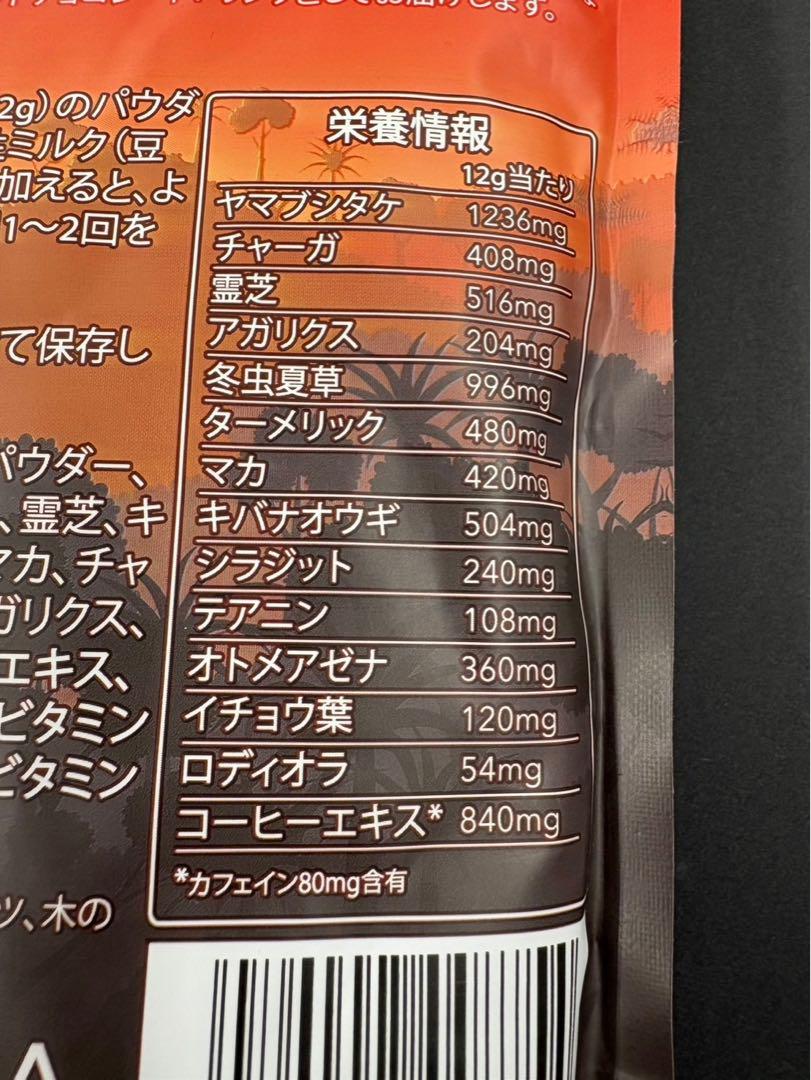 2g）のパウダ
ミルク（豆
加えると、よ
1〜2回を
て保存し
パウダー、
、霊芝、キ
マカ、チャ
ガリクス、
エキス、
ビタミン
ビタミン
ツ、木の
栄養情報
12g当たり
ヤマブシタケ 1236mg
チャーガ 408mg
霊芝 516mg
アガリクス 204mg
冬虫夏草 996mg
ターメリック 480mg
マカ 420mg
キバナオウギ 504mg
シラジット 240mg
テアニン 108mg
オトメアゼナ 360mg
イチョウ葉 120mg
ロディオラ 54mg
コーヒーエキス* 840mg
*カフェイン80mg含有